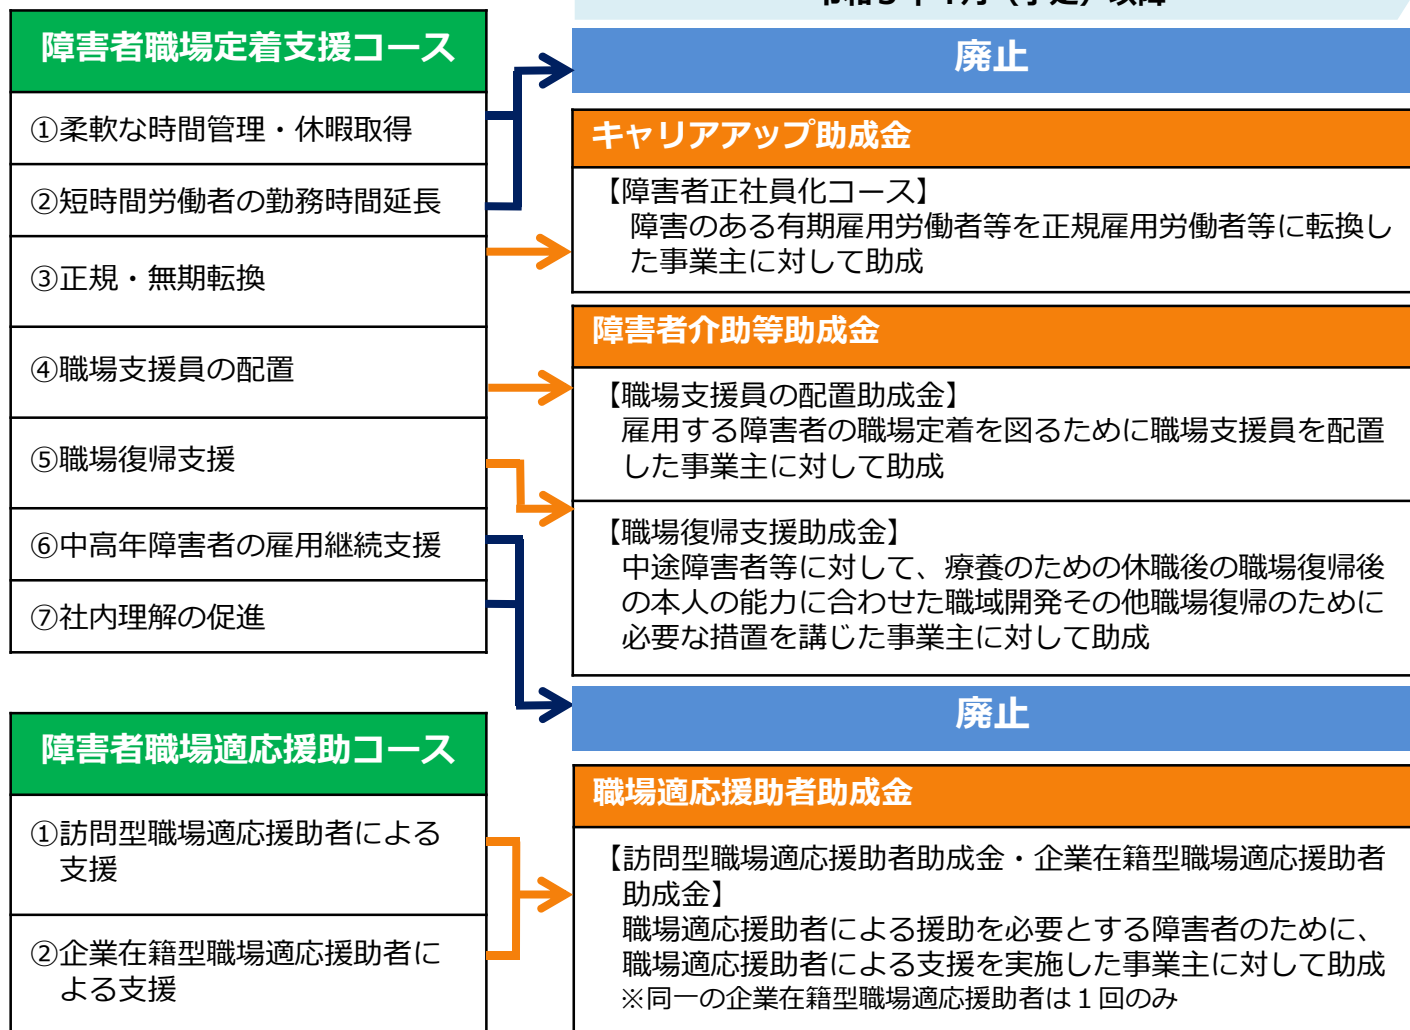 障害者職場定着支援コース
①柔軟な時間管理・休暇取得
②短時間労働者の勤務時間延長
③正規・無期転換
④職場支援員の配置
⑤職場復帰支援
⑥中高年障害者の雇用継続支援
⑦社内理解の促進
障害者職場適応援助コース
①訪問型職場適応援助者による
支援
②企業在籍型職場適応援助者に
よる支援
廃止
キャリアアップ助成金
【障害者正社員化コース】
障害のある有期雇用労働者等を正規雇用労働者等に転換し
た事業主に対して助成
障害者介助等助成金
【職場支援員の配置助成金】
雇用する障害者の職場定着を図るために職場支援員を配置
した事業主に対して助成
【職場復帰支援助成金】
中途障害者等に対して、療養のための休職後の職場復帰後
の本人の能力に合わせた職域開発その他職場復帰のために
必要な措置を講じた事業主に対して助成
廃止
職場適応援助者助成金
【訪問型職場適応援助者助成金・企業在籍型職場適応援助者
助成金】
職場適応援助者による援助を必要とする障害者のために、
職場適応援助者による支援を実施した事業主に対して助成
※同一の企業在籍型職場適応援助者は１回のみ